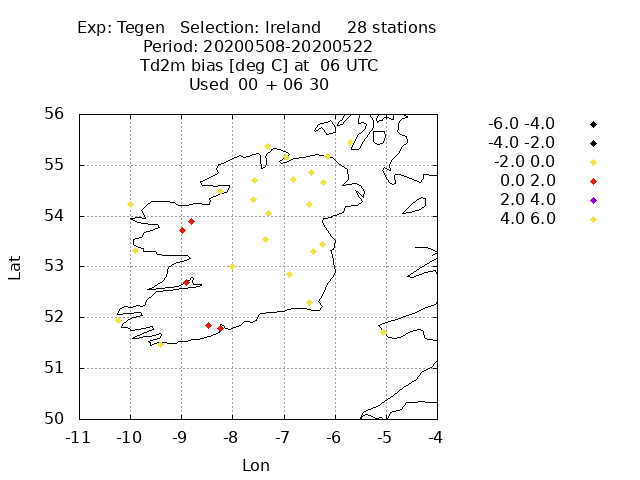 Exp: Tegen Selection: Ireland 28 stations
Period: 20200508-20200522
Td2m bias [deg C] at 06 UTC
Used 00 + 06 30
-6.0 -4.0
-4.0 -2.0
-2.0 0.0
0.0 2.0
2.0 4.0
4.0 6.0
56
55
54
53
52
51
50
Lat
-11 -10 -9 -8 -7 -6 -5 -4
Lon